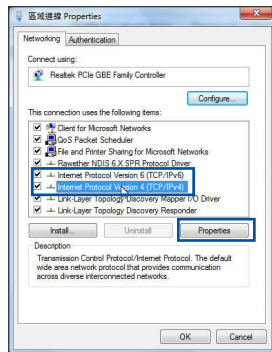 區域連線 Properties
Networking Authentication
Connect using:
Realtek PCIe GBE Family Controller
Configure...
This connection uses the following items:
Client for Microsoft Networks
QoS Packet Scheduler
File and Printer Sharing for Microsoft Networks
Rawether NDIS 6.X SPR Protocol Driver
Internet Protocol Version 6 (TCP/IPv6)
Internet Protocol Version 4 (TCP/IPv4)
Link-Layer Topology Discovery Mapper I/O Driver
Link-Layer Topology Discovery Responder
Install... Uninstall Properties
Description
Transmission Control Protocol/Internet Protocol. The default
wide area network protocol that provides communication
across diverse interconnected networks.
OK Cancel